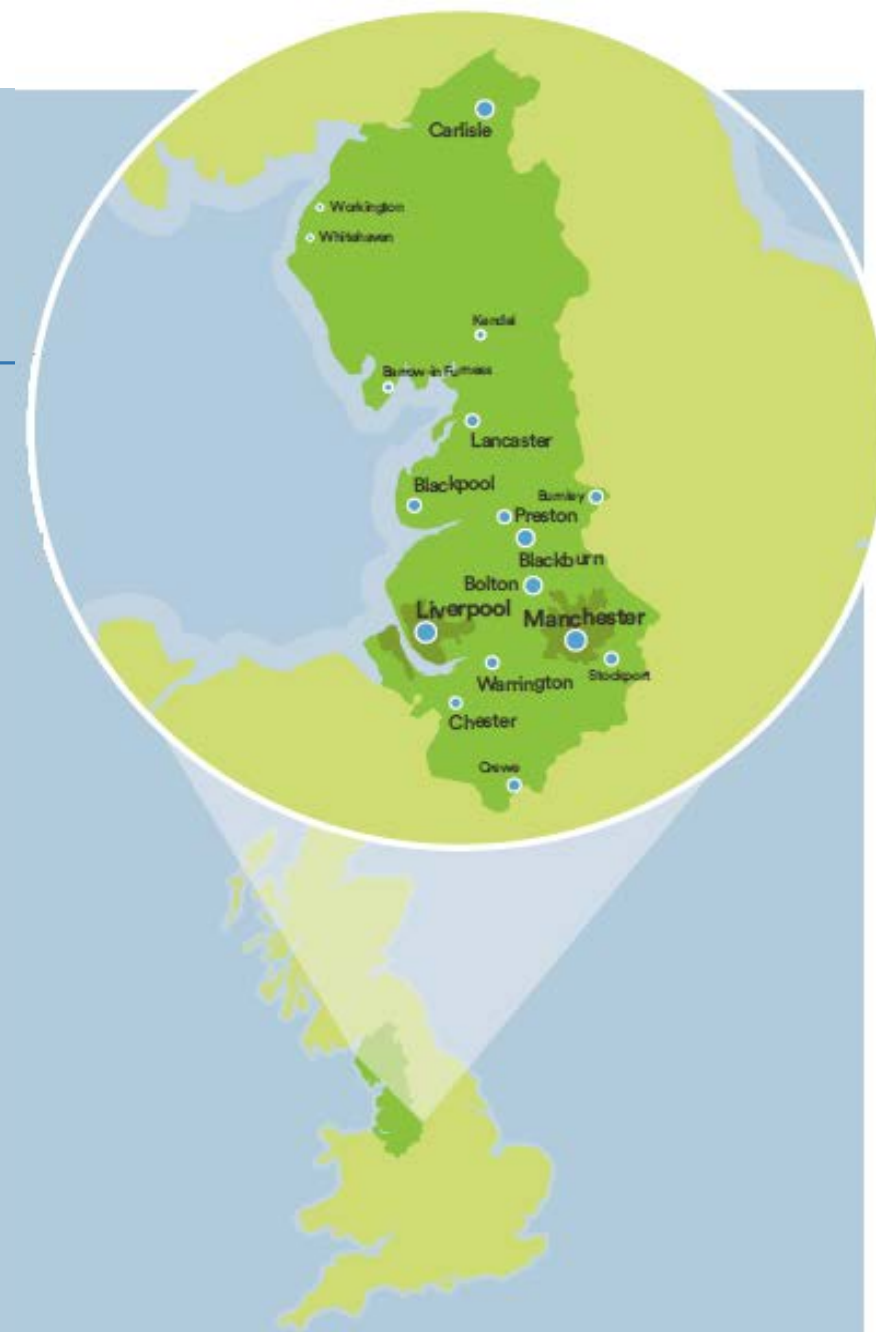 Carlisle
Workington
Whitehaven
Kendal
Barrow-in Furness
Lancaster
Blackpool
Burnley
Preston
Blackburn
Bolton
Liverpool
Manchester
Stockport
Warrington
Chester
Crewe